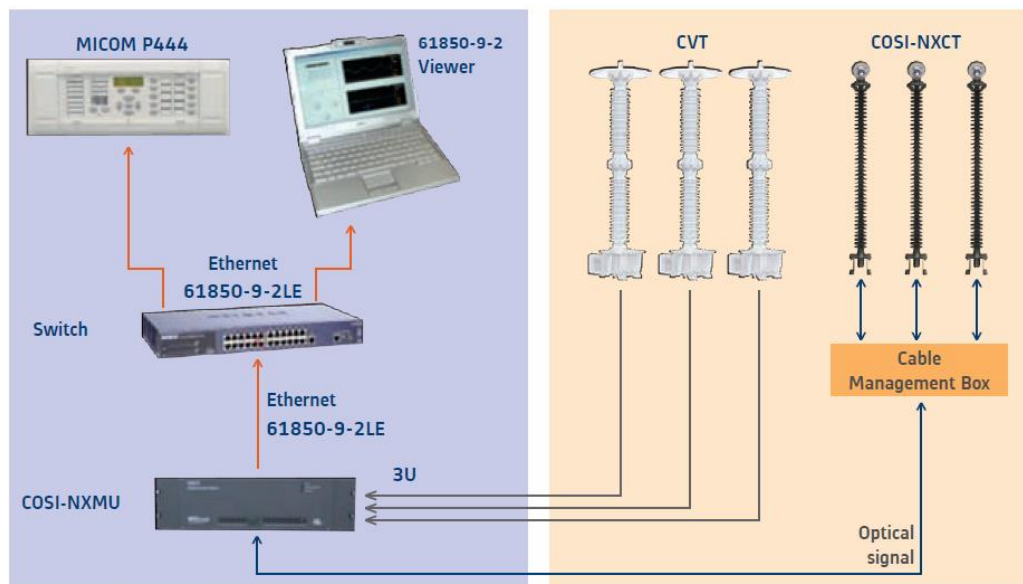 MICOM P444
61850-9-2
Viewer
CVT
COSI-NXCT
Ethernet
61850-9-2LE
Switch
Cable
Management Box
Ethernet
61850-9-2LE
3U
COSI-NXMU
Optical
signal